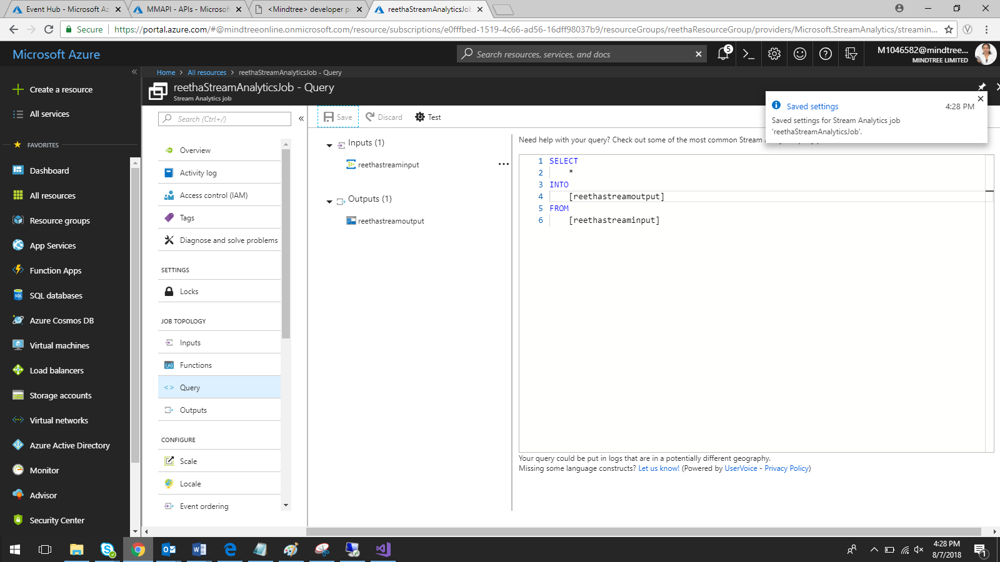 Event Hub - Microsoft Az
MMAPI - APIs - Microsoft
<Mindtree> developer p
reethaStreamAnalyticsJob
Secure
https://portal.azure.com/#@mindtreeonline.onmicrosoft.com/resource/subscriptions/e0fffbed-1519-4c66-ad56-16dff98037b9/resourceGroups/reethaResourceGroup/providers/Microsoft.StreamAnalytics/streamin...
Microsoft Azure
Search resources, services, and docs
5
M1046582@mindtree...
MINDTREE LIMITED
Home > All resources > reethaStreamAnalyticsJob - Query
reethaStreamAnalyticsJob - Query
Stream Analytics job
Saved settings
4:28 PM
Saved settings for Stream Analytics job
'reethaStreamAnalyticsJob'.
Create a resource
All services
FAVORITES
Dashboard
All resources
Resource groups
App Services
Function Apps
SQL databases
Azure Cosmos DB
Virtual machines
Load balancers
Storage accounts
Virtual networks
Azure Active Directory
Monitor
Advisor
Security Center
Search (Ctrl+/)
Overview
Activity log
Access control (IAM)
Tags
Diagnose and solve problems
SETTINGS
Locks
JOB TOPOLOGY
Inputs
Functions
Query
Outputs
CONFIGURE
Scale
Locale
Event ordering
Save
Discard
Test
Inputs (1)
reethastreaminput
Outputs (1)
reethastreamoutput
Need help with your query? Check out some of the most common Stream
1 SELECT
2 *
3 INTO
4 [reethastreamoutput]
5 FROM
6 [reethastreaminput]
Your query could be put in logs that are in a potentially different geography.
Missing some language constructs? Let us know! (Powered by UserVoice - Privacy Policy)
4:28 PM
8/7/2018
1